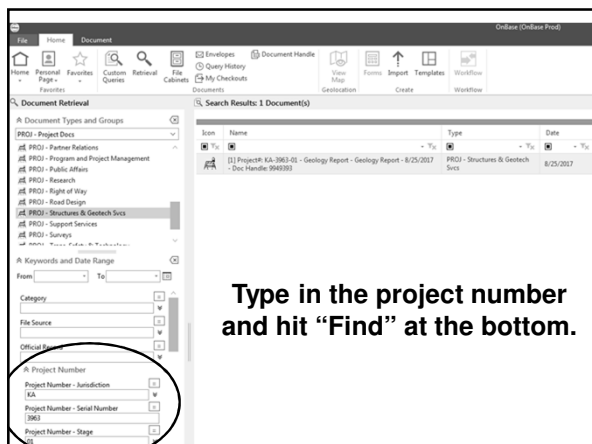 OnBase (OnBase Prod)
File Home Document
Home Personal Page Favorites Custom Queries Retrieval File Cabinets Envelopes Document Handle Query History My Checkouts View Map Forms Import Templates Workflow
Favorites Documents Geolocation Create Workflow
Document Retrieval
Document Types and Groups
PROJ - Project Docs
PROJ - Partner Relations
PROJ - Program and Project Management
PROJ - Public Affairs
PROJ - Research
PROJ - Right of Way
PROJ - Road Design
PROJ - Structures & Geotech Svcs
PROJ - Support Services
PROJ - Surveys
Keywords and Date Range
From To
Category
File Source
Official Record
Project Number
Project Number - Jurisdiction
KA
Project Number - Serial Number
3963
Project Number - Stage
01
Search Results: 1 Document(s)
Icon Name Type Date
[1] Project#: KA-3963-01 - Geology Report - Geology Report - 8/25/2017 PROJ - Structures & Geotech 8/25/2017
- Doc Handle: 9949393 Svcs
Type in the project number
and hit “Find” at the bottom.